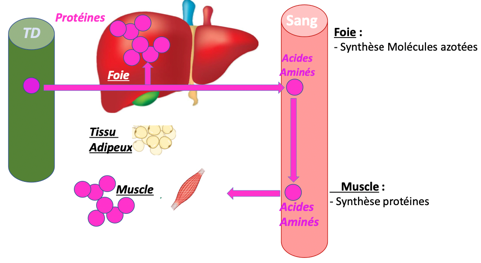 TD
Protéines
Sang
Foie :
- Synthèse Molécules azotées
Foie
Acides
Aminés
Tissu
Adipeux
Muscle
Muscle :
- Synthèse protéines
Acides
Aminés